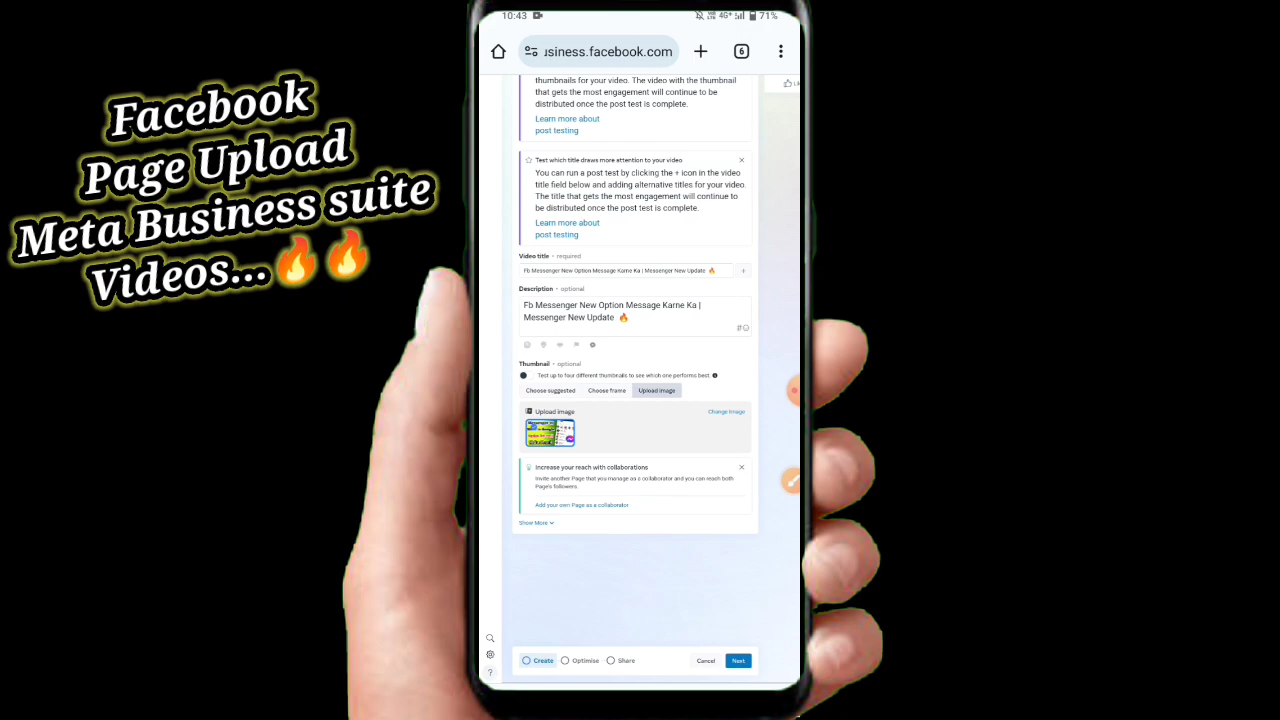 Facebook
Page Upload
Meta Business suite
Videos...🔥🔥
10:43
4G+
71%
usiness.facebook.com
6
thumbnails for your video. The video with the thumbnail
that gets the most engagement will continue to be
distributed once the post test is complete.
Learn more about
post testing
Test which title draws more attention to your video
You can run a post test by clicking the + icon in the video
title field below and adding alternative titles for your video.
The title that gets the most engagement will continue to
be distributed once the post test is complete.
Learn more about
post testing
Video title • required
Fb Messenger New Option Message Karne Ka | Messenger New Update 🔥
+
Description • optional
Fb Messenger New Option Message Karne Ka |
Messenger New Update 🔥
Thumbnail • optional
Test up to four different thumbnails to see which one performs best.
Choose suggested
Choose frame
Upload image
Upload image
Change Image
Increase your reach with collaborations
Invite another Page that you manage as a collaborator and you can reach both
Page's followers.
Add your own Page as a collaborator
Show More
Create
Optimise
Share
Cancel
Next